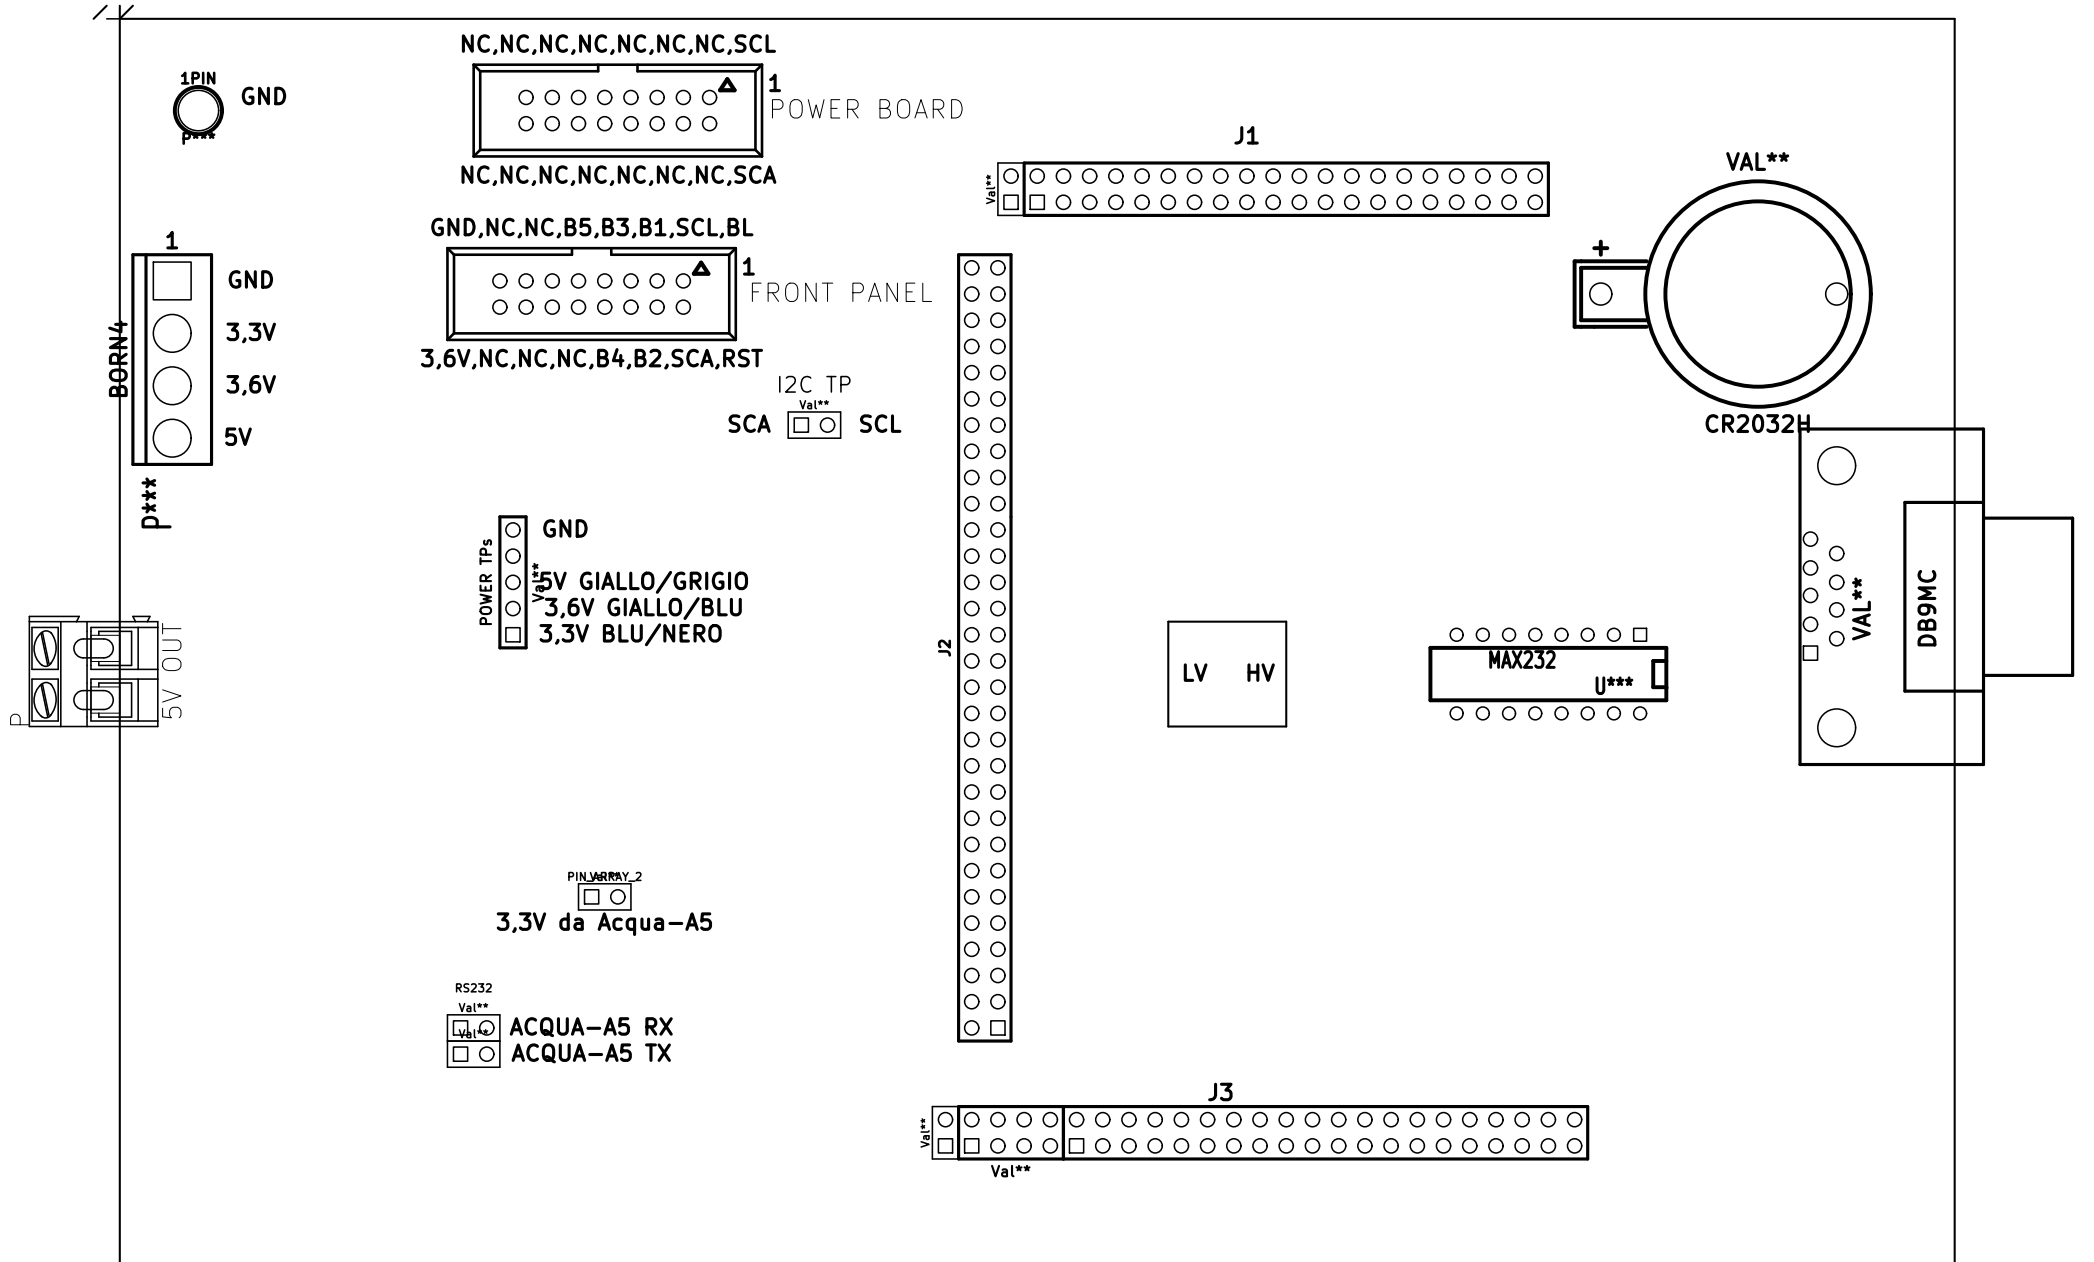 NC,NC,NC,NC,NC,NC,NC,SCL
1PIN
GND
P***
1
POWER BOARD
NC,NC,NC,NC,NC,NC,NC,SCA
J1
Val**
VAL**
+
CR2032H
GND,NC,NC,B5,B3,B1,SCL,BL
1
FRONT PANEL
3,6V,NC,NC,NC,B4,B2,SCA,RST
1
GND
3,3V
3,6V
5V
BORN4
P***
I2C TP
Val**
SCA
SCL
POWER TPs
Val**
GND
5V GIALLO/GRIGIO
3,6V GIALLO/BLU
3,3V BLU/NERO
5V OUT
P
J2
LV
HV
MAX232
U***
VAL**
DB9MC
PIN_ARRAY_2
Val**
3,3V da Acqua-A5
RS232
Val**
ACQUA-A5 RX
Val**
ACQUA-A5 TX
J3
Val**
Val**